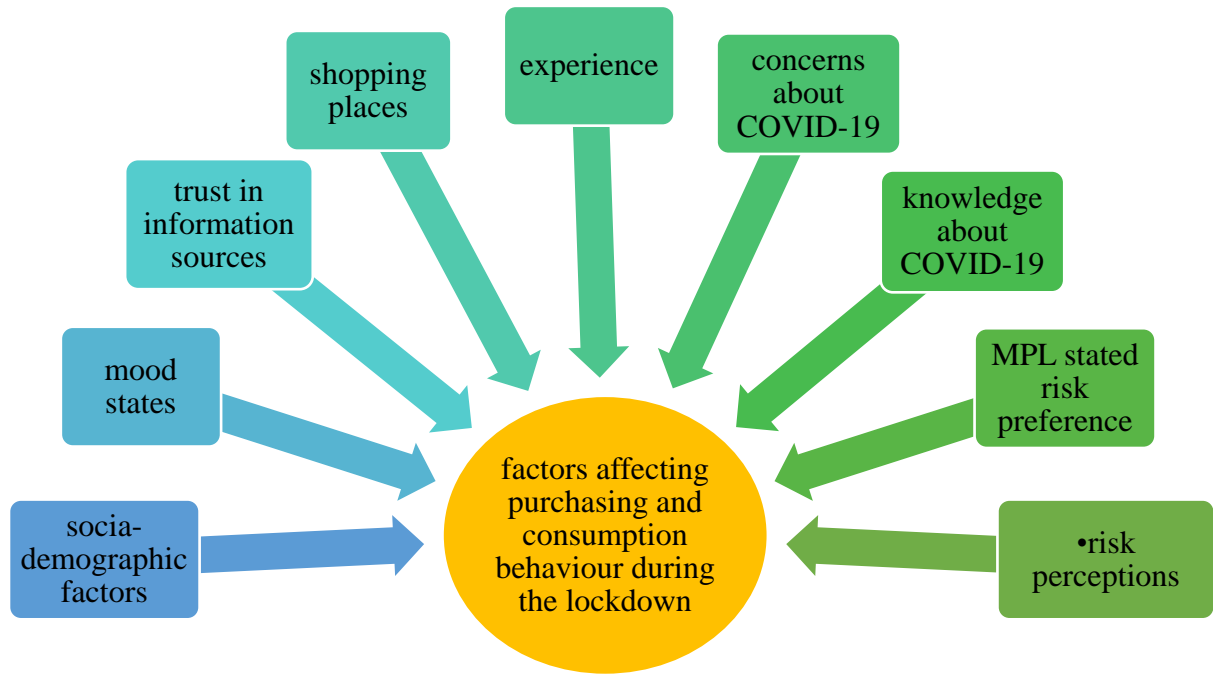 shopping
places
experience
concerns
about
COVID-19
trust in
information
sources
knowledge
about
COVID-19
mood
states
MPL stated
risk
preference
socia-
demographic
factors
factors affecting
purchasing and
consumption
behaviour during
the lockdown
•risk
perceptions